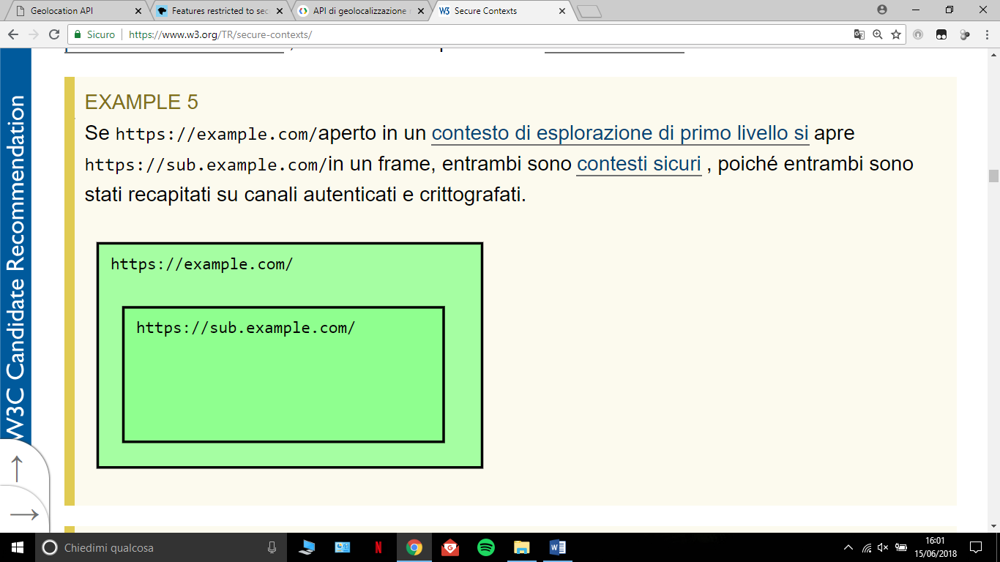 Geolocation API
Features restricted to sec
API di geolocalizzazione
Secure Contexts
Sicuro
https://www.w3.org/TR/secure-contexts/
W3C Candidate Recommendation
EXAMPLE 5
Se https://example.com/aperto in un contesto di esplorazione di primo livello si apre
https://sub.example.com/in un frame, entrambi sono contesti sicuri , poiché entrambi sono
stati recapitati su canali autenticati e crittografati.
https://example.com/
https://sub.example.com/
Chiedimi qualcosa
16:01
15/06/2018